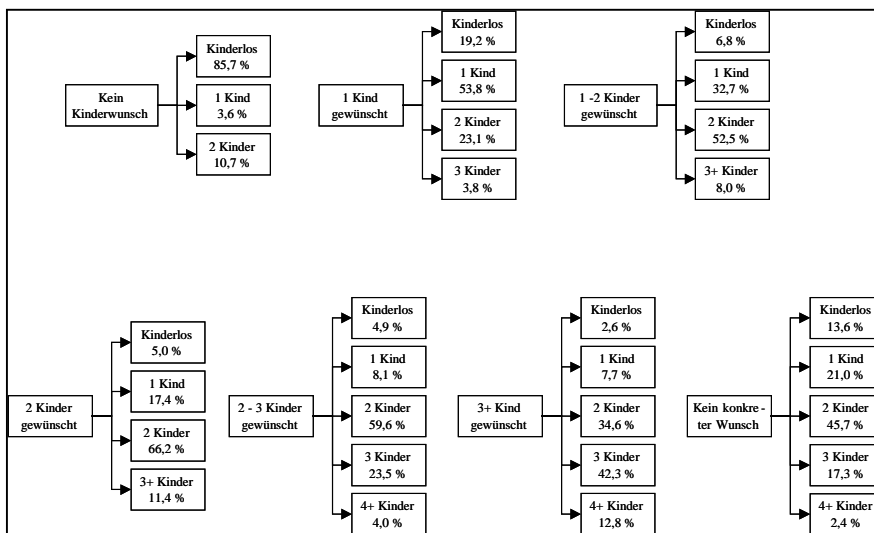 Kein
Kinderwunsch
Kinderlos
85,7 %
1 Kind
3,6 %
2 Kinder
10,7 %
1 Kind
gewünscht
Kinderlos
19,2 %
1 Kind
53,8 %
2 Kinder
23,1 %
3 Kinder
3,8 %
1 -2 Kinder
gewünscht
Kinderlos
6,8 %
1 Kind
32,7 %
2 Kinder
52,5 %
3+ Kinder
8,0 %
2 Kinder
gewünscht
Kinderlos
5,0 %
1 Kind
17,4 %
2 Kinder
66,2 %
3+ Kinder
11,4 %
2 - 3 Kinder
gewünscht
Kinderlos
4,9 %
1 Kind
8,1 %
2 Kinder
59,6 %
3 Kinder
23,5 %
4+ Kinder
4,0 %
3+ Kind
gewünscht
Kinderlos
2,6 %
1 Kind
7,7 %
2 Kinder
34,6 %
3 Kinder
42,3 %
4+ Kinder
12,8 %
Kein konkre-
ter Wunsch
Kinderlos
13,6 %
1 Kind
21,0 %
2 Kinder
45,7 %
3 Kinder
17,3 %
4+ Kinder
2,4 %